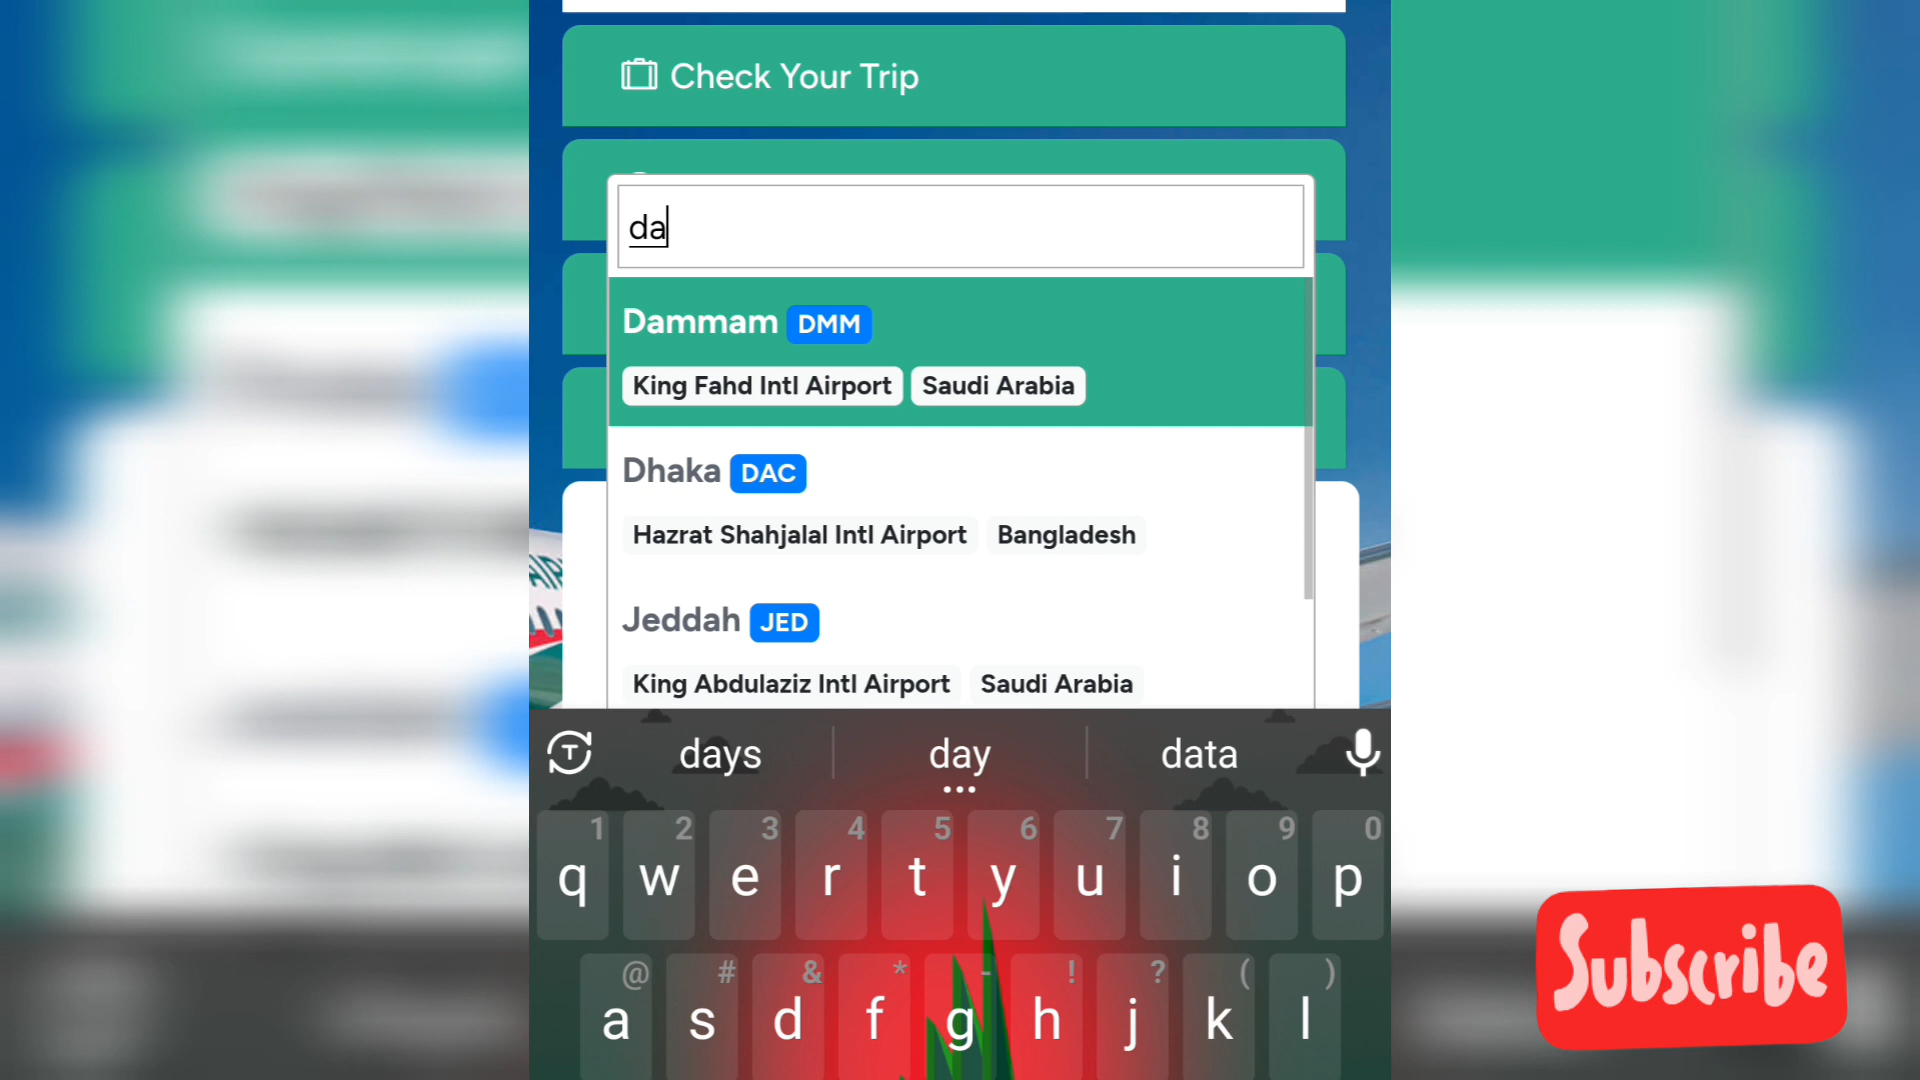 Check Your Trip
da
Dammam DMM
King Fahd Intl Airport Saudi Arabia
Dhaka DAC
Hazrat Shahjalal Intl Airport Bangladesh
Jeddah JED
King Abdulaziz Intl Airport Saudi Arabia
T
days day data
1 2 3 4 5 6 7 8 9 0
q w e r t y u i o p
@ # & * - ! ? ( )
a s d f g h j k l
Subscribe